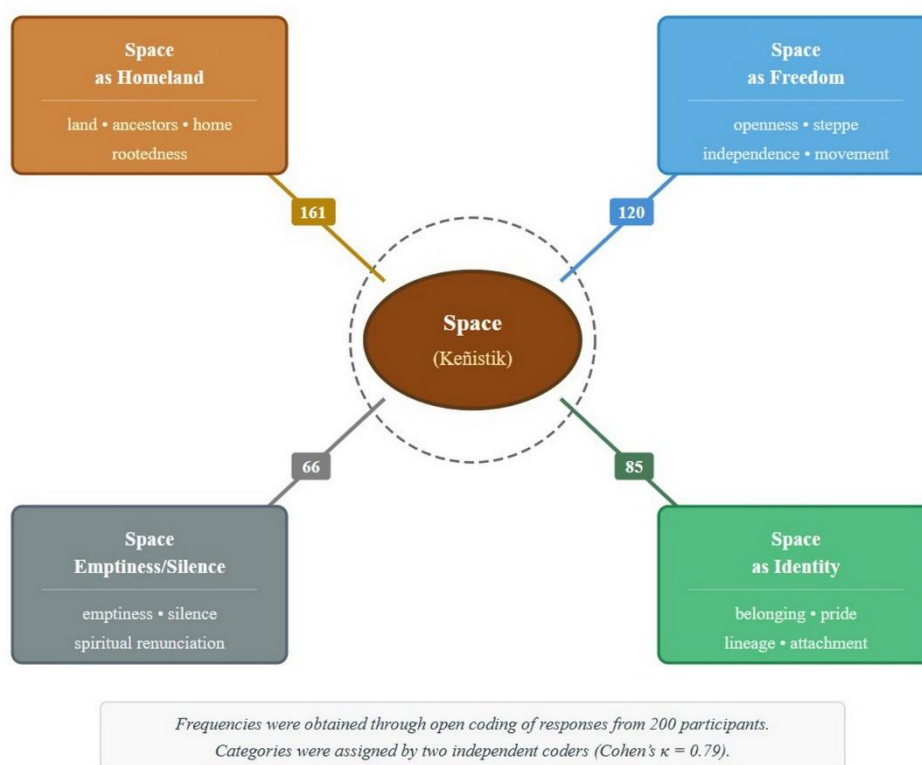 Space
as Homeland
land • ancestors • home
rootedness
Space
as Freedom
openness • steppe
independence • movement
161
120
Space
(Keñistik)
66
85
Space
Emptiness/Silence
emptiness • silence
spiritual renunciation
Space
as Identity
belonging • pride
lineage • attachment
Frequencies were obtained through open coding of responses from 200 participants.
Categories were assigned by two independent coders (Cohen's κ = 0.79).